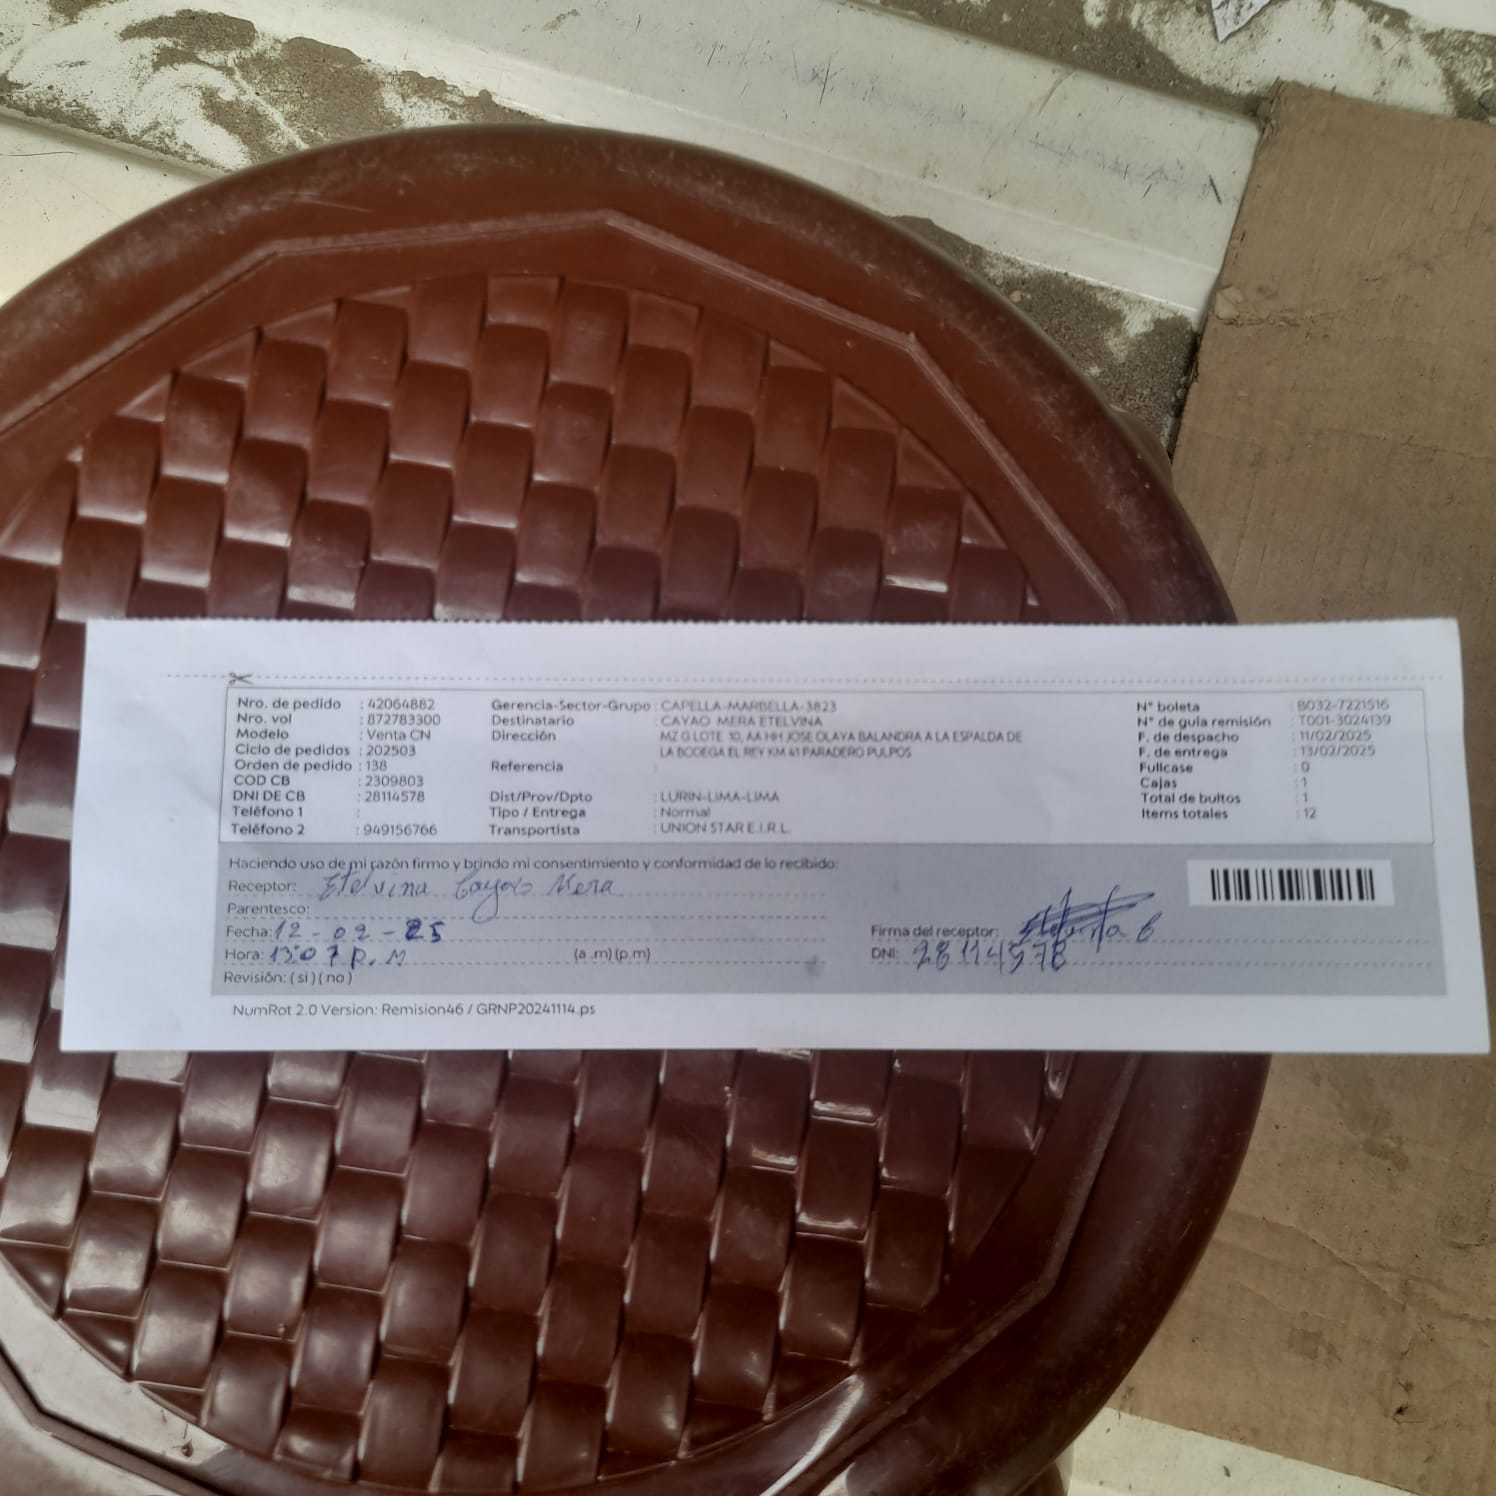 Nro. de pedido : 42064882
Nro. vol : 872783300
Modelo : Venta CN
Ciclo de pedidos : 202503
Orden de pedido : 138
COD CB : 2309803
DNI DE CB : 28114578
Teléfono 1 :
Teléfono 2 : 949156766
Gerencia-Sector-Grupo : CAPELLA-MARBELLA-3823
Destinatario : CAYAO MERA ETELVINA
Dirección : MZ G LOTE 10, AA HH JOSE OLAYA BALANDRA A LA ESPALDA DE
LA BODEGA EL REY KM 41 PARADERO PULPOS
Referencia :
Dist/Prov/Dpto : LURIN-LIMA-LIMA
Tipo / Entrega : Normal
Transportista : UNION STAR E.I.R.L.
N° boleta : B032-7221516
N° de guía remisión : T001-3024139
F. de despacho : 11/02/2025
F. de entrega : 13/02/2025
Fullcase : 0
Cajas : 1
Total de bultos : 1
Items totales : 12
Haciendo uso de mi razón firmo y brindo mi consentimiento y conformidad de lo recibido:
Receptor: Etelvina Cayao Mera
Parentesco:
Fecha: 12-02-25
Hora: 1307 P.M (a .m) (p.m)
Revisión: ( si ) ( no )
Firma del receptor:
DNI: 28114578
NumRot 2.0 Version: Remision46 / GRNP20241114.ps